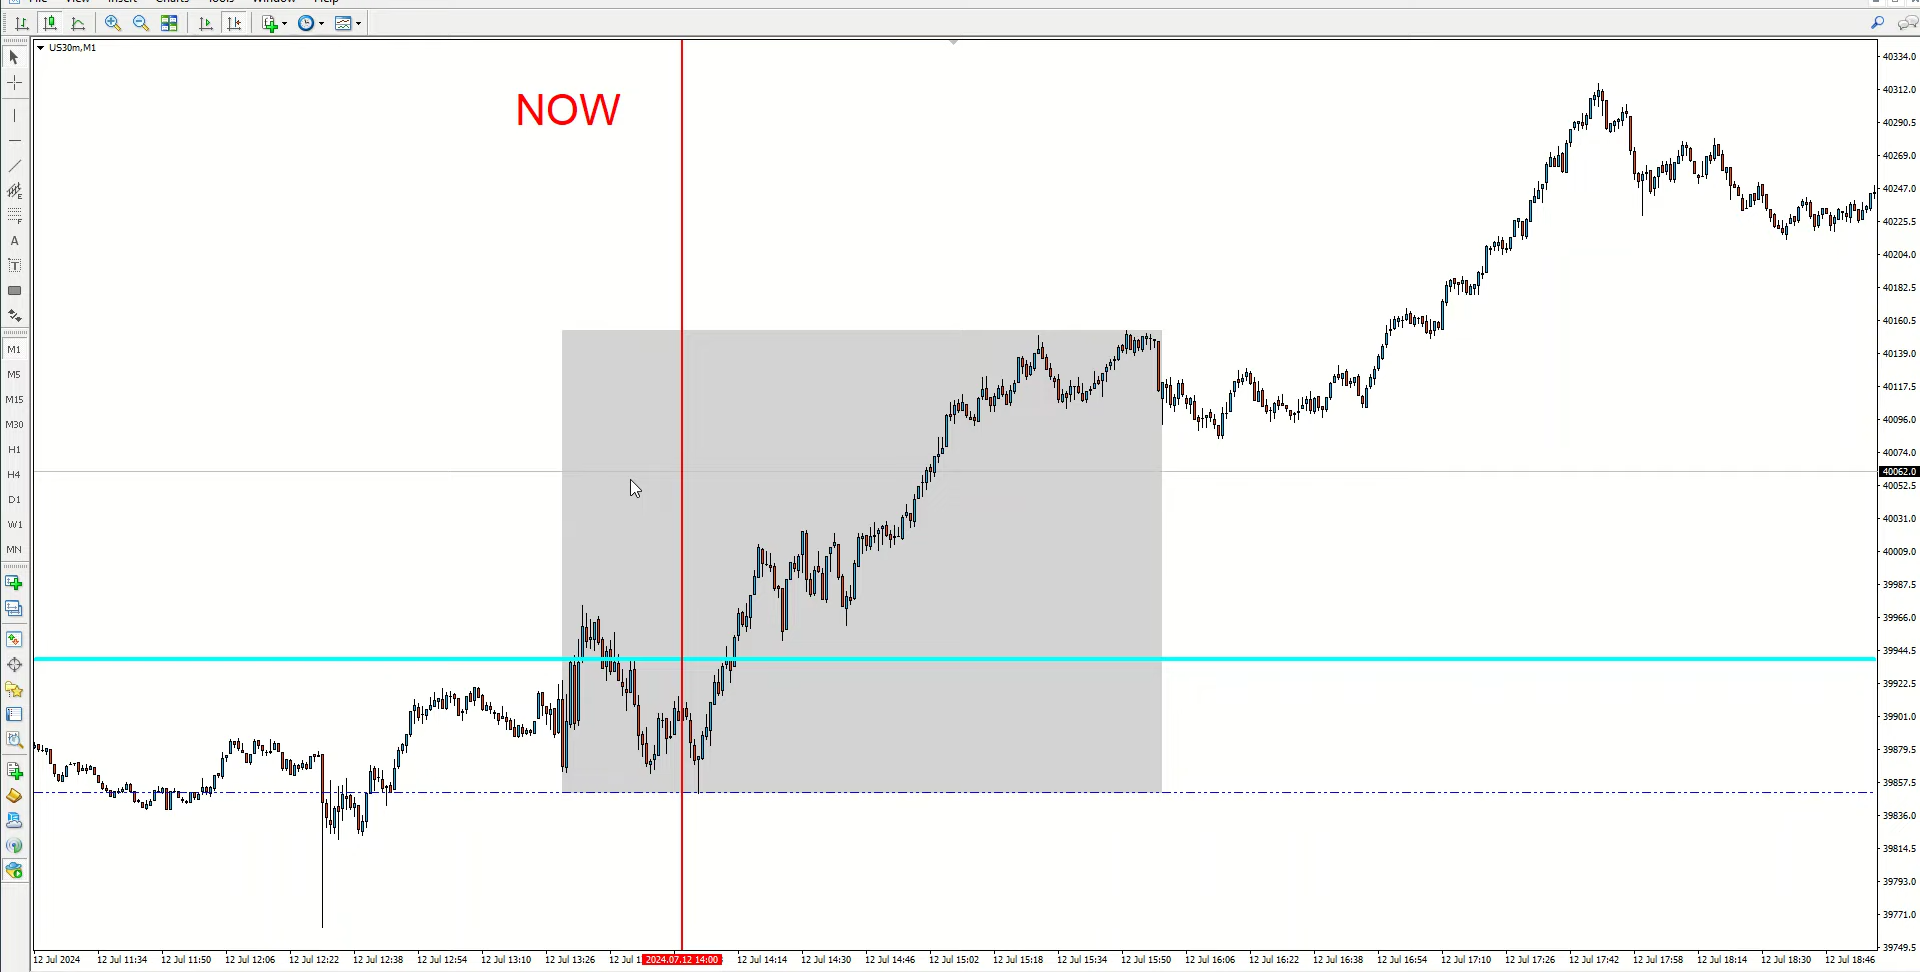 File View Insert Charts Tools Window Help
US30m,M1
NOW
A
M1
M5
M15
M30
H1
H4
D1
W1
MN
40334.0
40312.0
40290.5
40269.0
40247.0
40225.5
40204.0
40182.5
40160.5
40139.0
40117.5
40096.0
40074.0
40062.0
40052.5
40031.0
40009.0
39987.5
39966.0
39944.5
39922.5
39901.0
39879.5
39857.5
39836.0
39814.5
39793.0
39771.0
39749.5
12 Jul 2024 12 Jul 11:34 12 Jul 11:50 12 Jul 12:06 12 Jul 12:22 12 Jul 12:38 12 Jul 12:54 12 Jul 13:10 12 Jul 13:26 12 Jul 2024.07.12 14:00 12 Jul 14:14 12 Jul 14:30 12 Jul 14:46 12 Jul 15:02 12 Jul 15:18 12 Jul 15:34 12 Jul 15:50 12 Jul 16:06 12 Jul 16:22 12 Jul 16:38 12 Jul 16:54 12 Jul 17:10 12 Jul 17:26 12 Jul 17:42 12 Jul 17:58 12 Jul 18:14 12 Jul 18:30 12 Jul 18:46